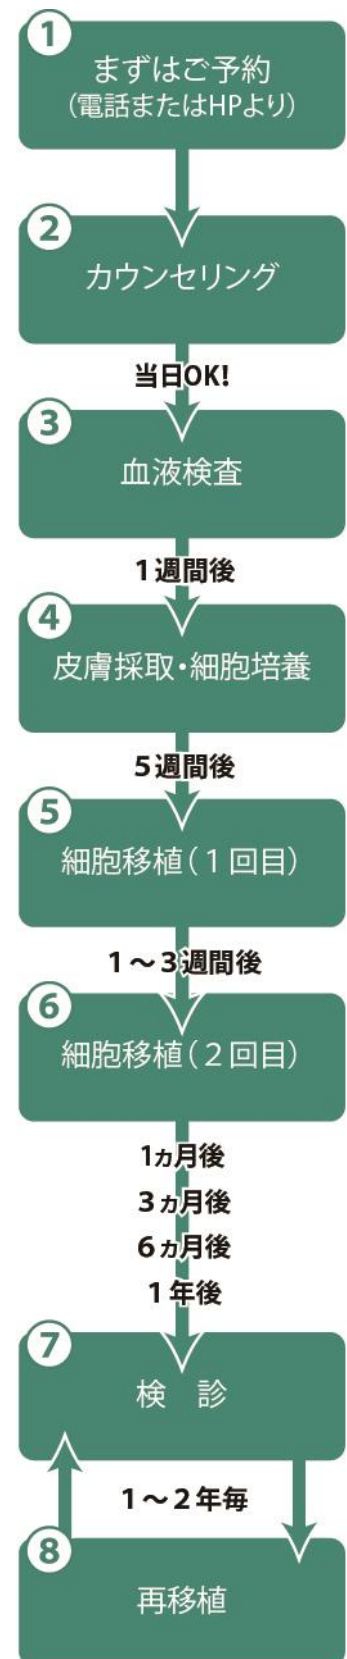 1
まずはご予約
(電話またはHPより)
2
カウンセリング
当日OK!
3
血液検査
1週間後
4
皮膚採取・細胞培養
5週間後
5
細胞移植(1回目)
1〜3週間後
6
細胞移植(2回目)
1ヵ月後
3ヵ月後
6ヵ月後
1年後
7
検 診
1〜2年毎
8
再移植